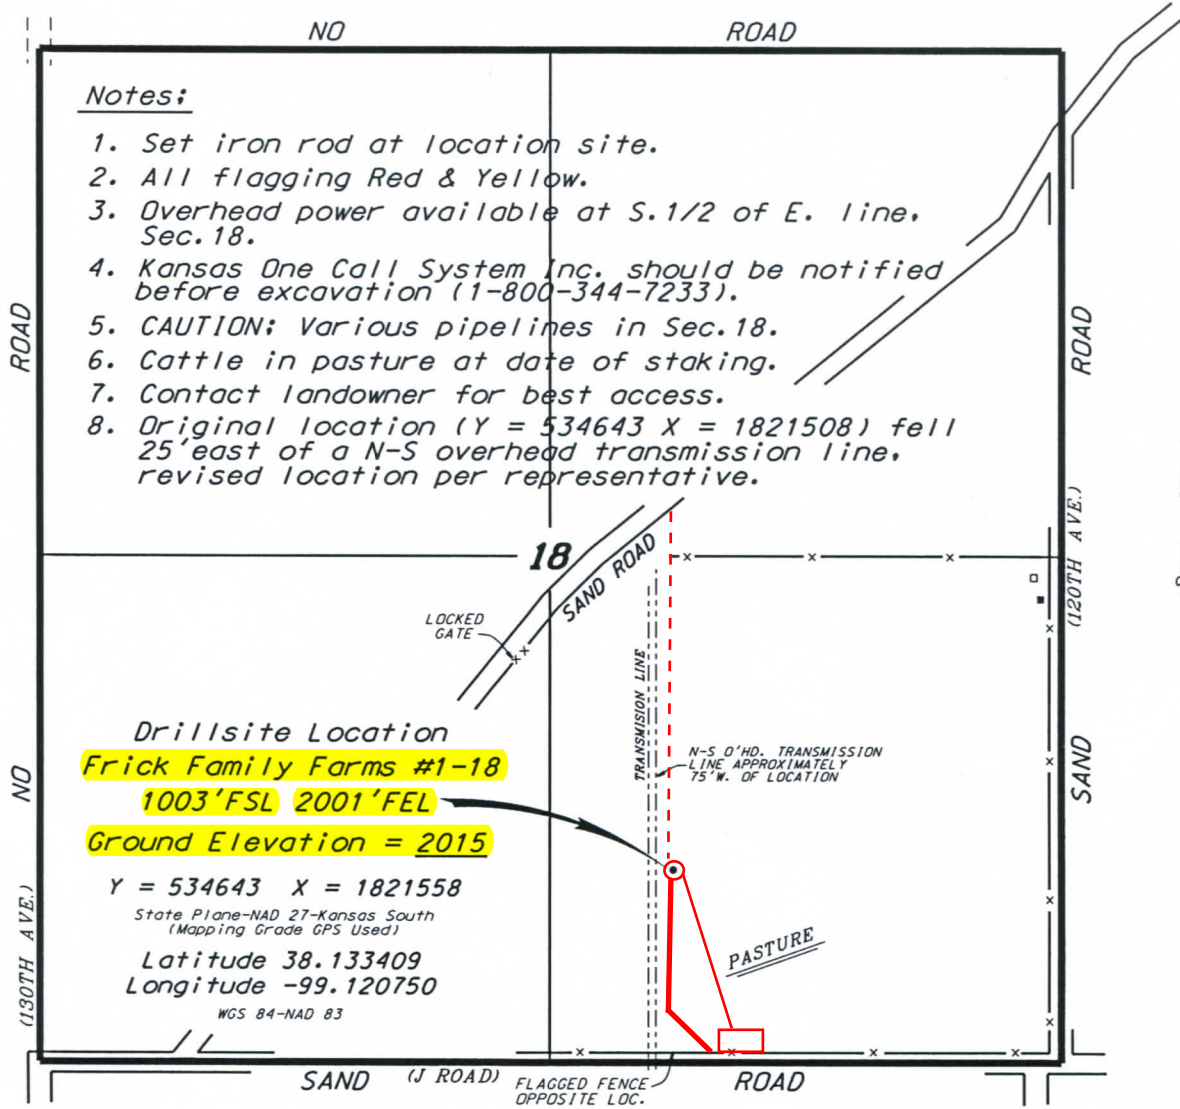 NO ROAD
Notes:
1. Set iron rod at location site.
2. All flagging Red & Yellow.
3. Overhead power available at S.1/2 of E. line, 
Sec.18.
4. Kansas One Call System Inc. should be notified
before excavation (1-800-344-7233).
5. CAUTION: Various pipelines in Sec.18.
6. Cattle in pasture at date of staking.
7. Contact landowner for best access.
8. Original location (Y = 534643 X = 1821508) fell
25'east of a N-S overhead transmission line,
revised location per representative.
ROAD
ROAD
(120TH AVE.)
18
SAND ROAD
LOCKED
GATE
TRANSMISION LINE
N-S O'HD. TRANSMISSION
LINE APPROXIMATELY
75'W. OF LOCATION
Drillsite Location
Frick Family Farms #1-18
1003'FSL 2001'FEL
Ground Elevation = 2015
Y = 534643 X = 1821558
State Plane-NAD 27-Kansas South
(Mapping Grade GPS Used)
Latitude 38.133409
Longitude -99.120750
WGS 84-NAD 83
NO
(130TH AVE.)
SAND
PASTURE
SAND (J ROAD) ROAD
FLAGGED FENCE
OPPOSITE LOC.